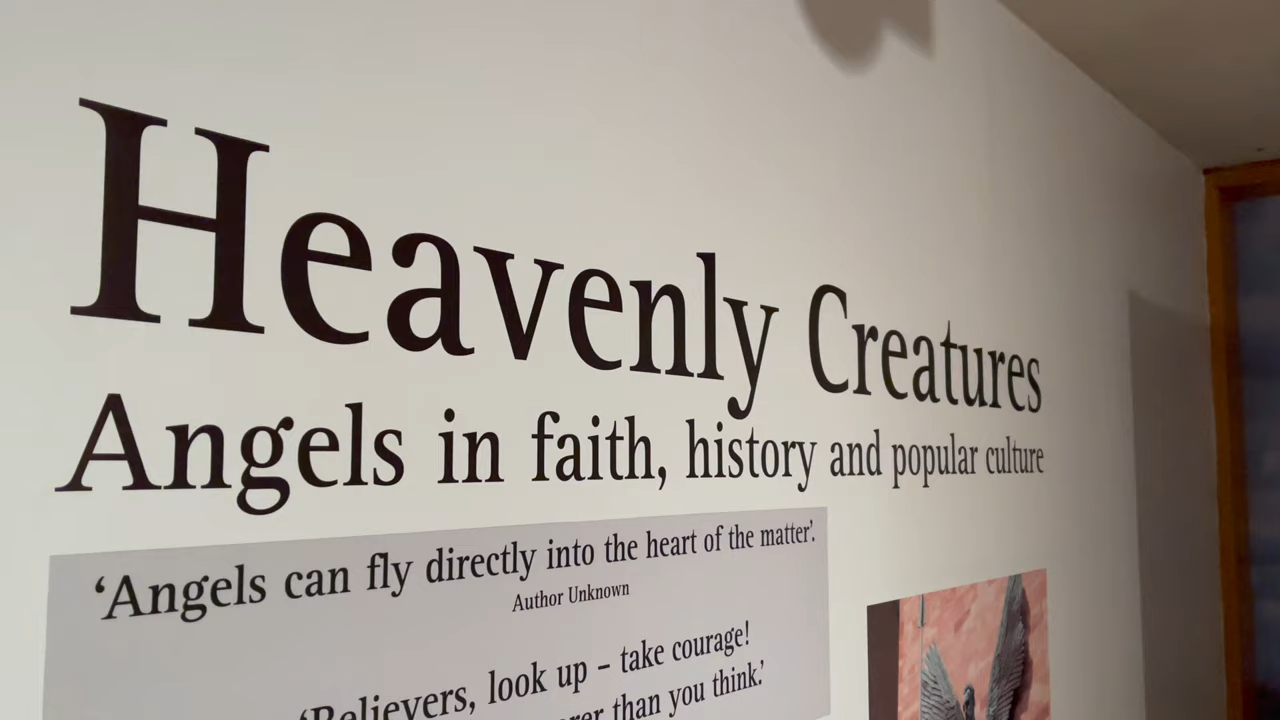 Heavenly Creatures
Angels in faith, history and popular culture
‘Angels can fly directly into the heart of the matter’.
Author Unknown
‘Believers, look up – take courage!
than you think.’